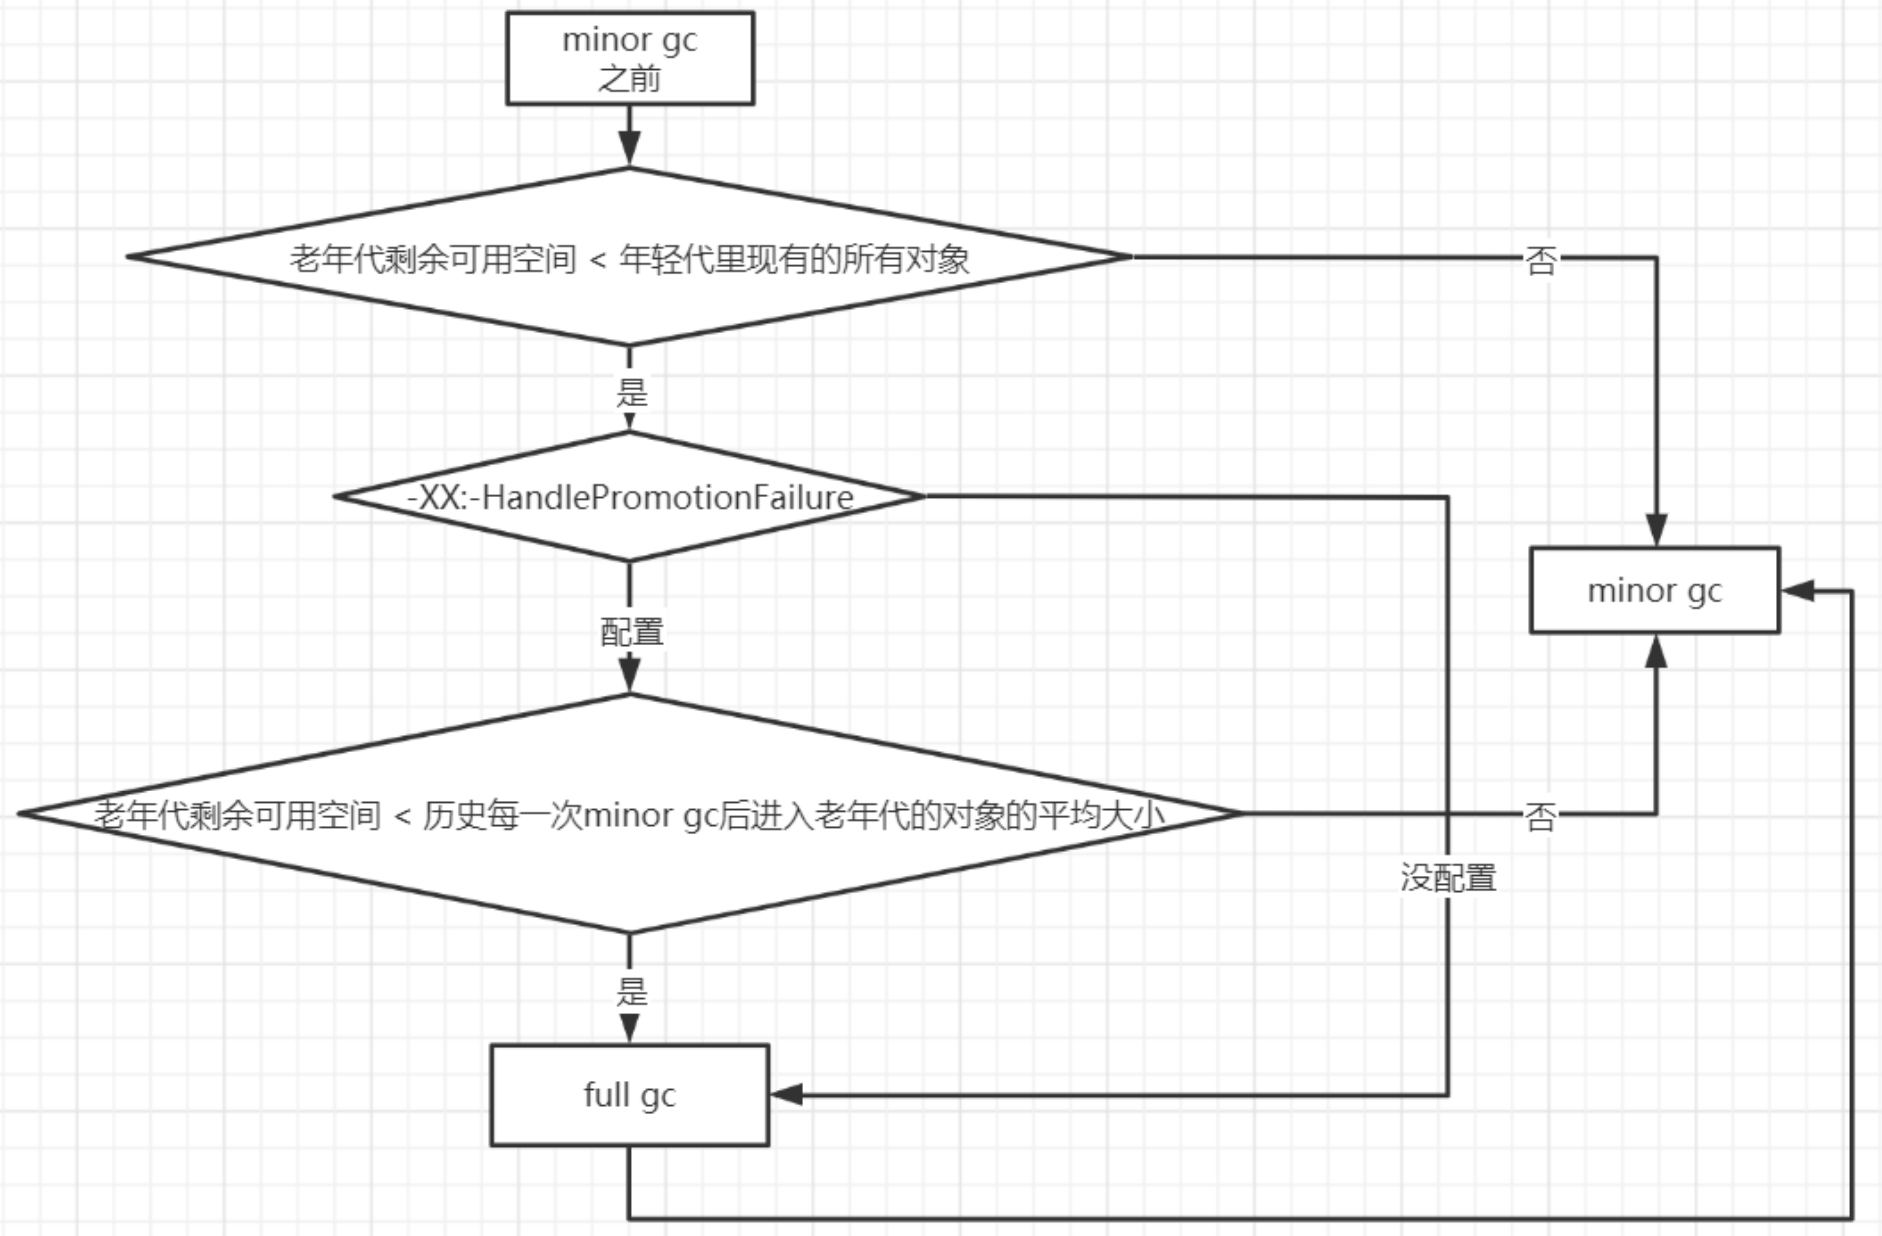 minor gc
之前
老年代剩余可用空间 < 年轻代里现有的所有对象
否
是
-XX:-HandlePromotionFailure
minor gc
配置
老年代剩余可用空间 < 历史每一次minor gc后进入老年代的对象的平均大小
否
没配置
是
full gc